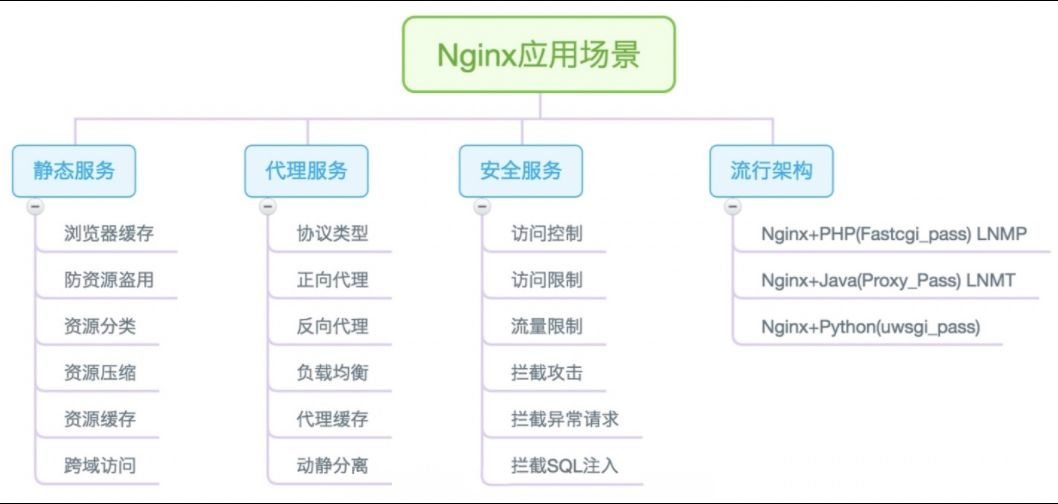 Nginx应用场景
静态服务
浏览器缓存
防资源盗用
资源分类
资源压缩
资源缓存
跨域访问
代理服务
协议类型
正向代理
反向代理
负载均衡
代理缓存
动静分离
安全服务
访问控制
访问限制
流量限制
拦截攻击
拦截异常请求
拦截SQL注入
流行架构
Nginx+PHP(Fastcgi_pass) LNMP
Nginx+Java(Proxy_Pass) LNMT
Nginx+Python(uwsgi_pass)